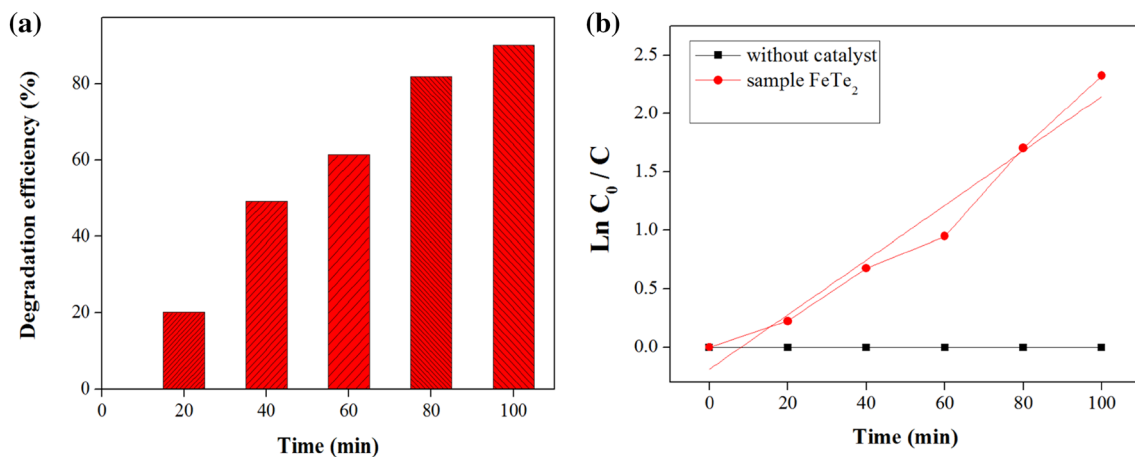 (a)
Degradation efficiency (%)
80
60
40
20
0
0 20 40 60 80 100
Time (min)
(b)
without catalyst
sample FeTe₂
Ln C₀ / C
2.5
2.0
1.5
1.0
0.5
0.0
0 20 40 60 80 100
Time (min)